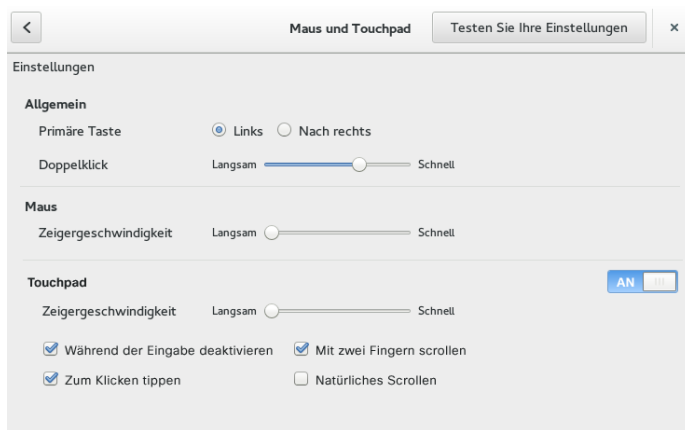 Maus und Touchpad Testen Sie Ihre Einstellungen
Einstellungen
Allgemein
Primäre Taste Links Nach rechts
Doppelklick Langsam Schnell
Maus
Zeigergeschwindigkeit Langsam Schnell
Touchpad AN
Zeigergeschwindigkeit Langsam Schnell
Während der Eingabe deaktivieren Mit zwei Fingern scrollen
Zum Klicken tippen Natürliches Scrollen